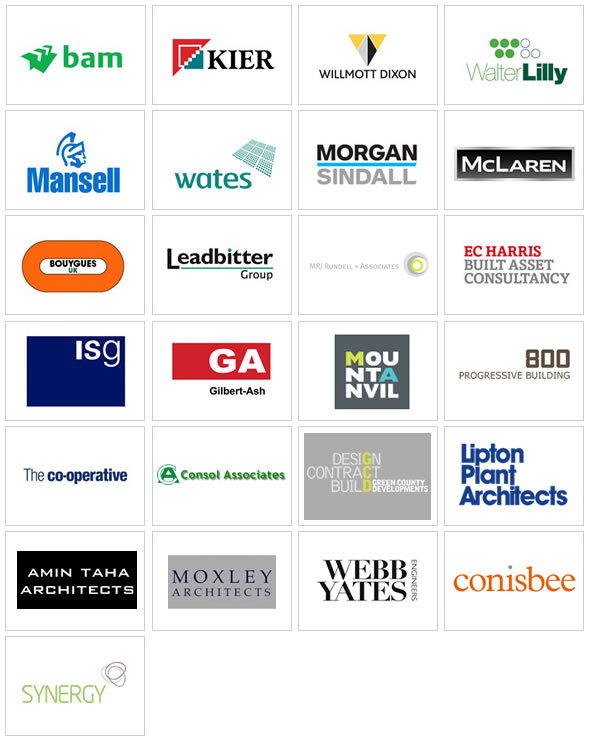 bam
KIER
WILLMOTT DIXON
WalterLilly
Mansell
wates
MORGAN
SINDALL
McLAREN
BOUYGUES
UK
Leadbitter
Group
MRJ RUNDELL + ASSOCIATES
EC HARRIS
BUILT ASSET
CONSULTANCY
ISg
GA
Gilbert-Ash
MOU
NTA
NVIL
800
PROGRESSIVE BUILDING
The co-operative
Consol Associates
DESIGN
CONTRACT
BUILD
GREEN COUNTY
DEVELOPMENTS
Lipton
Plant
Architects
AMIN TAHA
ARCHITECTS
MOXLEY
ARCHITECTS
WEBB
YATES
ENGINEERS
conisbee
SYNERGY